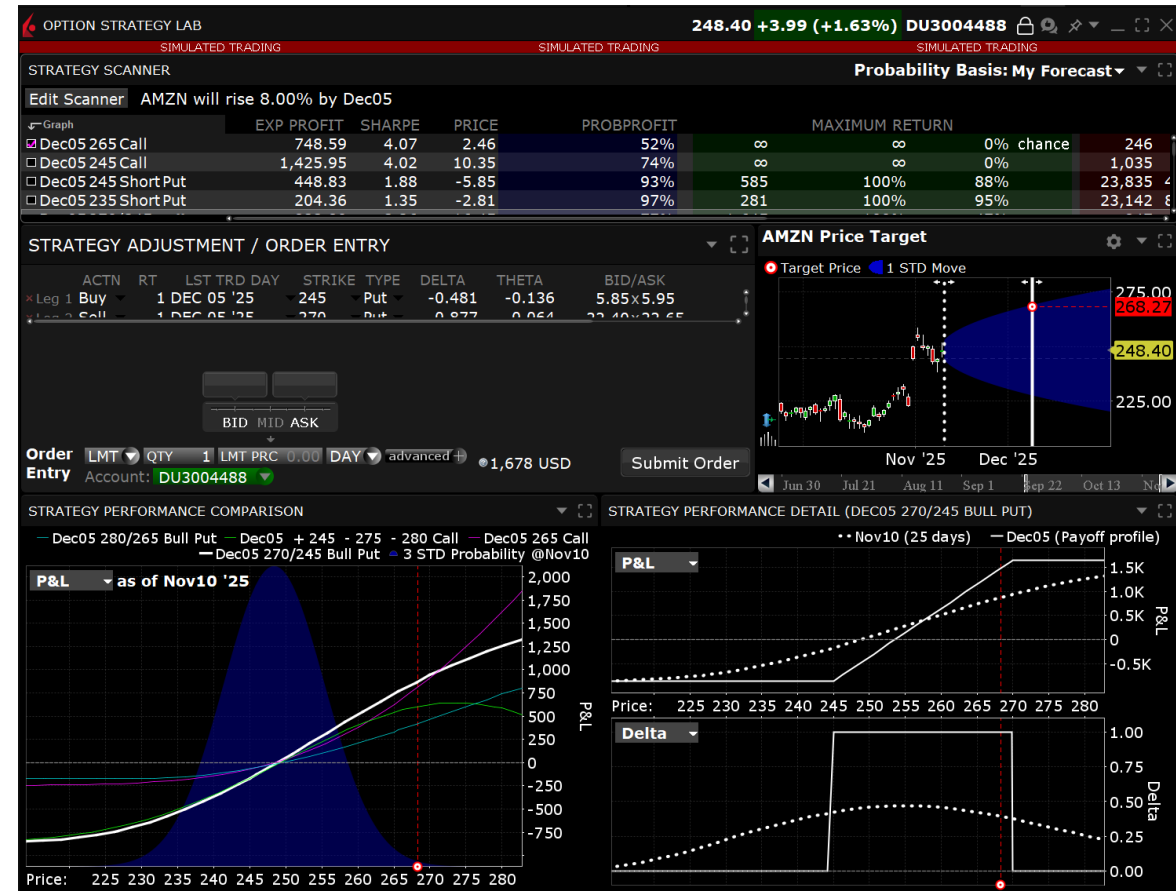 OPTION STRATEGY LAB 248.40 +3.99 (+1.63%) DU3004488
SIMULATED TRADING SIMULATED TRADING SIMULATED TRADING
STRATEGY SCANNER Probability Basis: My Forecast
Edit Scanner AMZN will rise 8.00% by Dec05
Graph EXP PROFIT SHARPE PRICE PROBPROFIT MAXIMUM RETURN
Dec05 265 Call 748.59 4.07 2.46 52% ∞ ∞ 0% chance 246
Dec05 245 Call 1,425.95 4.02 10.35 74% ∞ ∞ 0% 1,035
Dec05 245 Short Put 448.83 1.88 -5.85 93% 585 100% 88% 23,835 4
Dec05 235 Short Put 204.36 1.35 -2.81 97% 281 100% 95% 23,142 8
STRATEGY ADJUSTMENT / ORDER ENTRY
ACTN RT LST TRD DAY STRIKE TYPE DELTA THETA BID/ASK
Leg 1 Buy 1 DEC 05 '25 245 Put -0.481 -0.136 5.85x5.95
Leg 2 Sell 1 DEC 05 '25 270 Put
BID MID ASK
Order Entry LMT QTY 1 LMT PRC 0.00 DAY advanced + 1,678 USD Submit Order
Account: DU3004488
AMZN Price Target
Target Price 1 STD Move
275.00
268.27
248.40
225.00
Nov '25 Dec '25
Jun 30 Jul 21 Aug 11 Sep 1 Sep 22 Oct 13
STRATEGY PERFORMANCE COMPARISON
Dec05 280/265 Bull Put Dec05 + 245 - 275 - 280 Call Dec05 265 Call
Dec05 270/245 Bull Put 3 STD Probability @Nov10
P&L as of Nov10 '25
2,000
1,750
1,500
1,250
1,000
750
500
250
0
-250
-500
-750
P&L
Price: 225 230 235 240 245 250 255 260 265 270 275 280
STRATEGY PERFORMANCE DETAIL (DEC05 270/245 BULL PUT)
Nov10 (25 days) Dec05 (Payoff profile)
P&L
1.5K
1.0K
0.5K
0
-0.5K
P&L
Price: 225 230 235 240 245 250 255 260 265 270 275 280
Delta
1.00
0.75
0.50
0.25
0.00
Delta